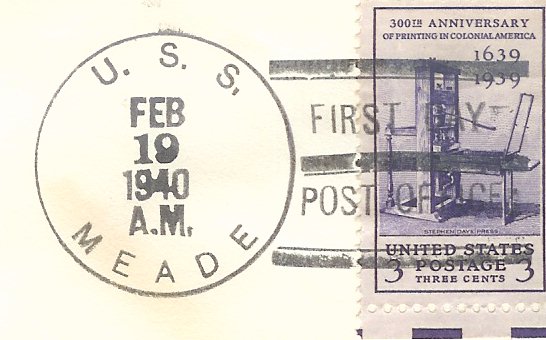 U. S. S.
FEB
19
1940
A.M.
MEADE
FIRST DAY
POST OFFICE
300TH ANNIVERSARY
OF PRINTING IN COLONIAL AMERICA
1639
1939
STEPHEN DAYE PRESS
UNITED STATES
3 POSTAGE 3
THREE CENTS